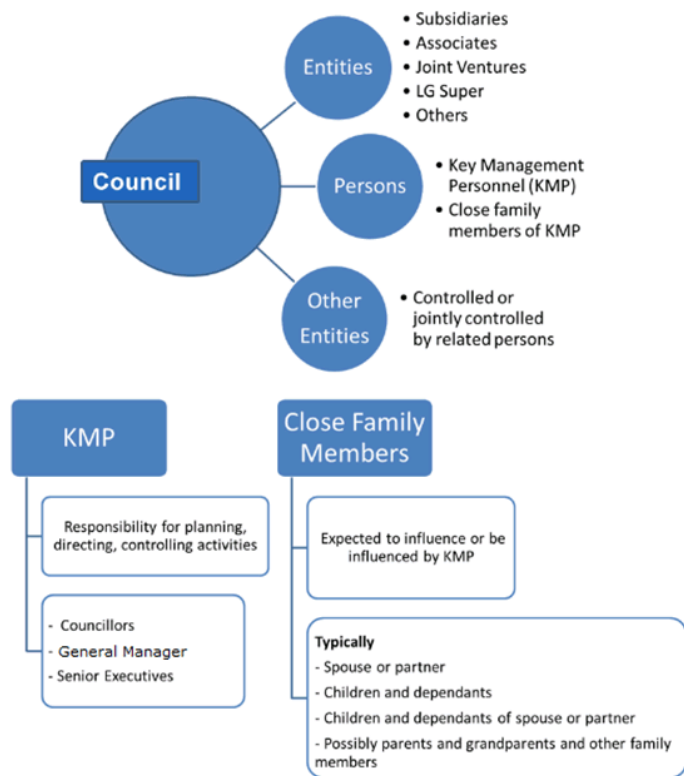 • Subsidiaries
• Associates
• Joint Ventures
• LG Super
• Others
Entities
Council
Persons
• Key Management
Personnel (KMP)
• Close family
members of KMP
Other
Entities
• Controlled or
jointly controlled
by related persons
KMP
Responsibility for planning,
directing, controlling activities
- Councillors
- General Manager
- Senior Executives
Close Family
Members
Expected to influence or be
influenced by KMP
Typically
- Spouse or partner
- Children and dependants
- Children and dependants of spouse or partner
- Possibly parents and grandparents and other family
members